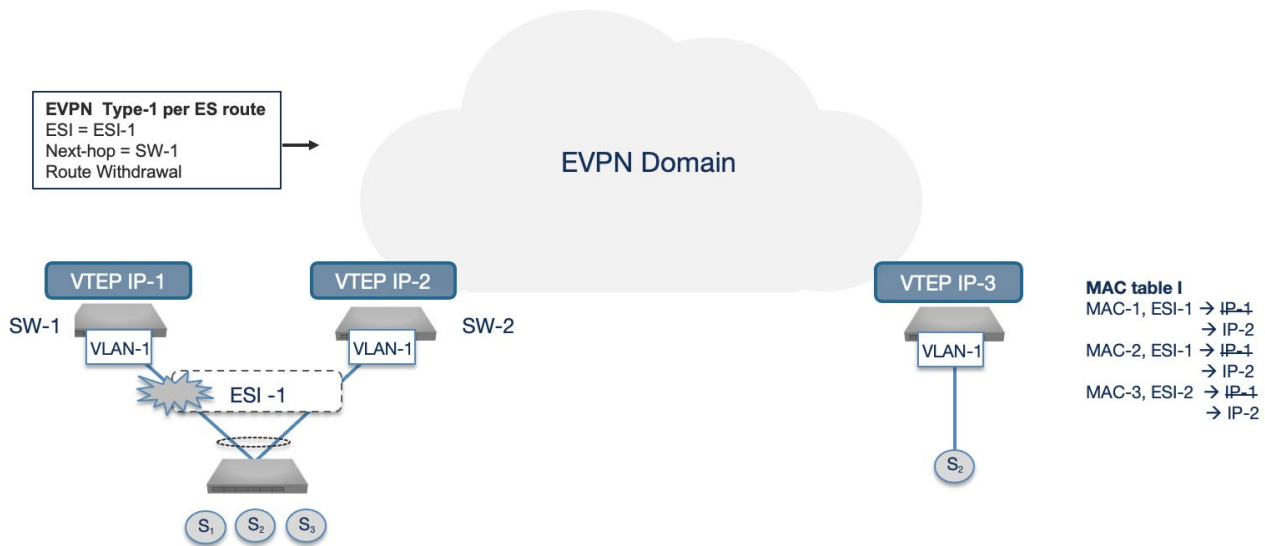 EVPN Type-1 per ES route
ESI = ESI-1
Next-hop = SW-1
Route Withdrawal
EVPN Domain
VTEP IP-1
VTEP IP-2
VTEP IP-3
SW-1
SW-2
VLAN-1
VLAN-1
VLAN-1
ESI -1
S₁ S₂ S₃
S₂
MAC table I
MAC-1, ESI-1 → IP-1
→ IP-2
MAC-2, ESI-1 → IP-1
→ IP-2
MAC-3, ESI-2 → IP-1
→ IP-2